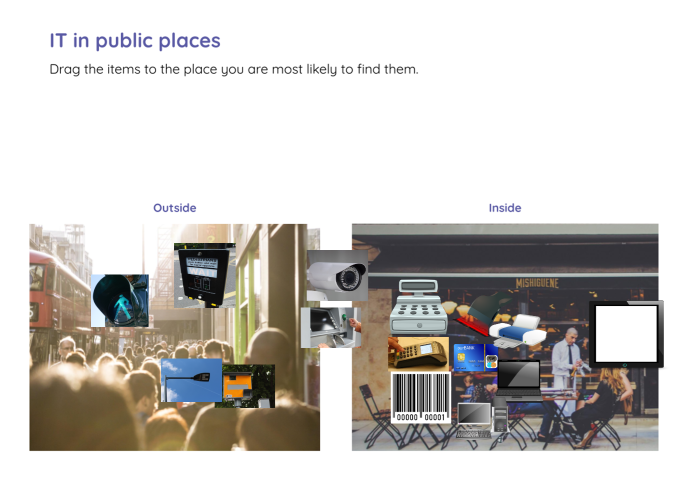 IT in public places
Drag the items to the place you are most likely to find them.
Outside
Inside
MISHIGUENE
BANK
00000 00001